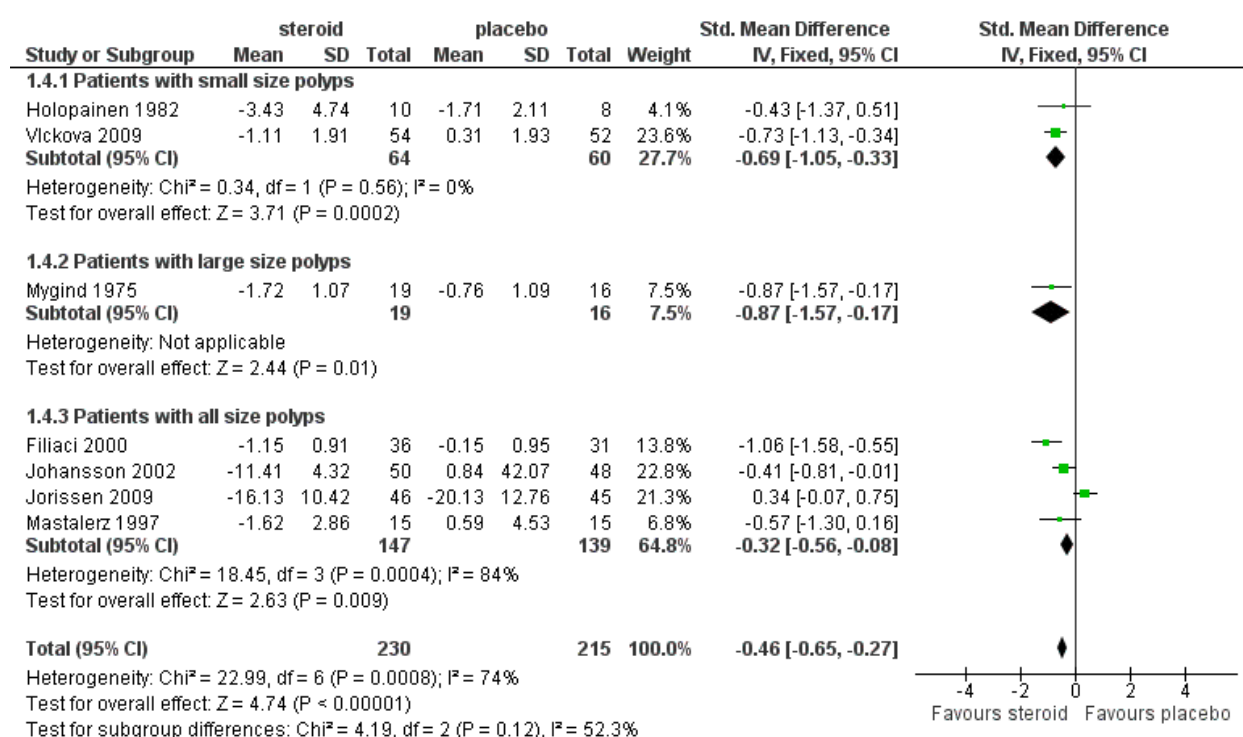 steroid placebo Std. Mean Difference Std. Mean Difference
Study or Subgroup Mean SD Total Mean SD Total Weight IV, Fixed, 95% CI IV, Fixed, 95% CI
1.4.1 Patients with small size polyps
Holopainen 1982 -3.43 4.74 10 -1.71 2.11 8 4.1% -0.43 [-1.37, 0.51]
Vlckova 2009 -1.11 1.91 54 0.31 1.93 52 23.6% -0.73 [-1.13, -0.34]
Subtotal (95% CI) 64 60 27.7% -0.69 [-1.05, -0.33]
Heterogeneity: Chi² = 0.34, df = 1 (P = 0.56); I² = 0%
Test for overall effect: Z = 3.71 (P = 0.0002)
1.4.2 Patients with large size polyps
Mygind 1975 -1.72 1.07 19 -0.76 1.09 16 7.5% -0.87 [-1.57, -0.17]
Subtotal (95% CI) 19 16 7.5% -0.87 [-1.57, -0.17]
Heterogeneity: Not applicable
Test for overall effect: Z = 2.44 (P = 0.01)
1.4.3 Patients with all size polyps
Filiaci 2000 -1.15 0.91 36 -0.15 0.95 31 13.8% -1.06 [-1.58, -0.55]
Johansson 2002 -11.41 4.32 50 0.84 42.07 48 22.8% -0.41 [-0.81, -0.01]
Jorissen 2009 -16.13 10.42 46 -20.13 12.76 45 21.3% 0.34 [-0.07, 0.75]
Mastalerz 1997 -1.62 2.86 15 0.59 4.53 15 6.8% -0.57 [-1.30, 0.16]
Subtotal (95% CI) 147 139 64.8% -0.32 [-0.56, -0.08]
Heterogeneity: Chi² = 18.45, df = 3 (P = 0.0004); I² = 84%
Test for overall effect: Z = 2.63 (P = 0.009)
Total (95% CI) 230 215 100.0% -0.46 [-0.65, -0.27]
Heterogeneity: Chi² = 22.99, df = 6 (P = 0.0008); I² = 74%
Test for overall effect: Z = 4.74 (P < 0.00001)
Test for subgroup differences: Chi² = 4.19, df = 2 (P = 0.12), I² = 52.3%
-4 -2 0 2 4
Favours steroid Favours placebo